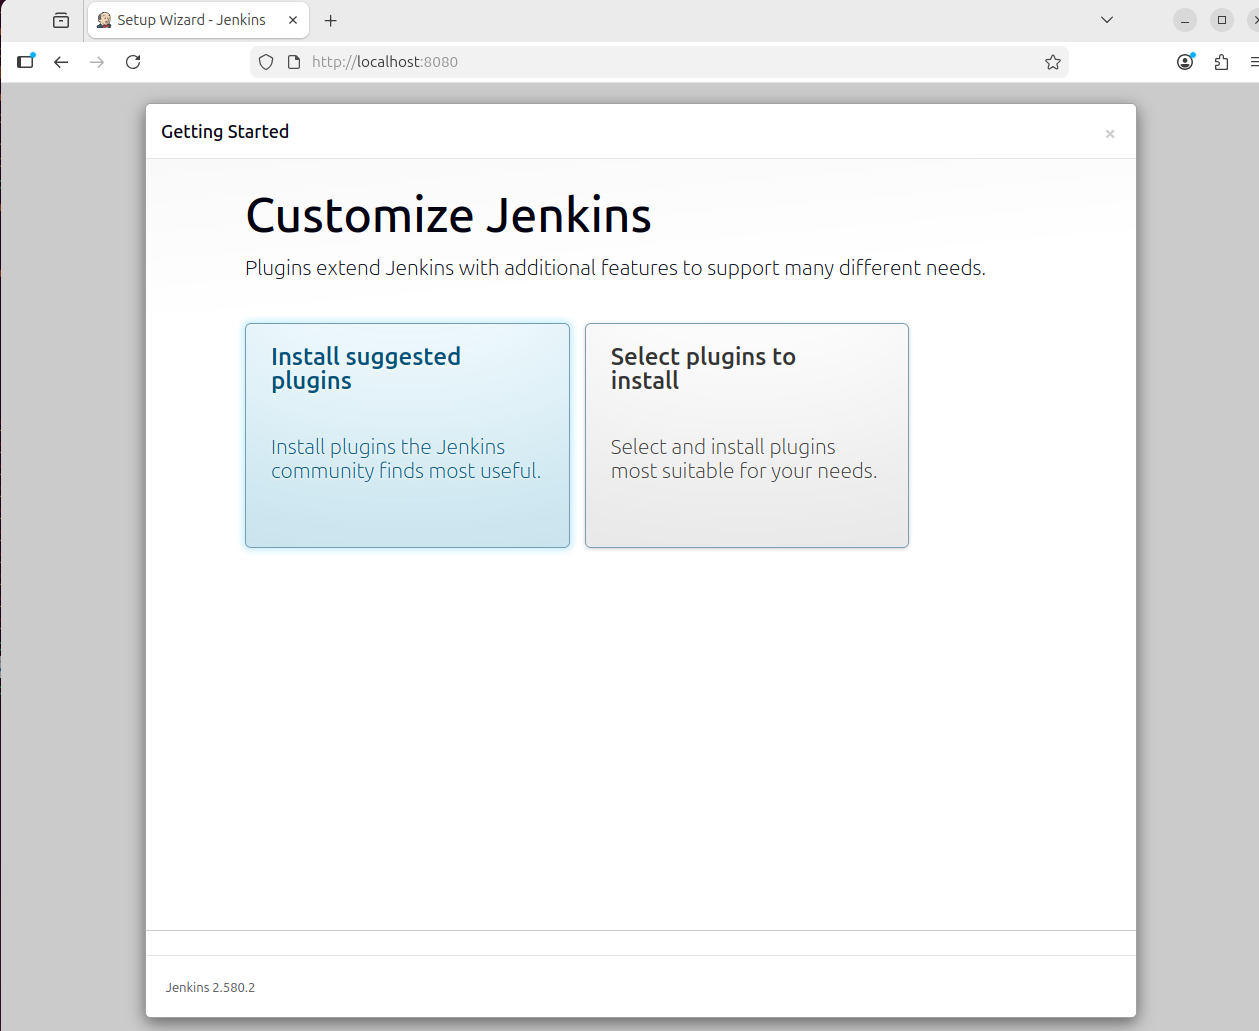 Setup Wizard - Jenkins
http://localhost:8080
Getting Started
Customize Jenkins
Plugins extend Jenkins with additional features to support many different needs.
Install suggested
plugins
Install plugins the Jenkins
community finds most useful.
Select plugins to
install
Select and install plugins
most suitable for your needs.
Jenkins 2.580.2